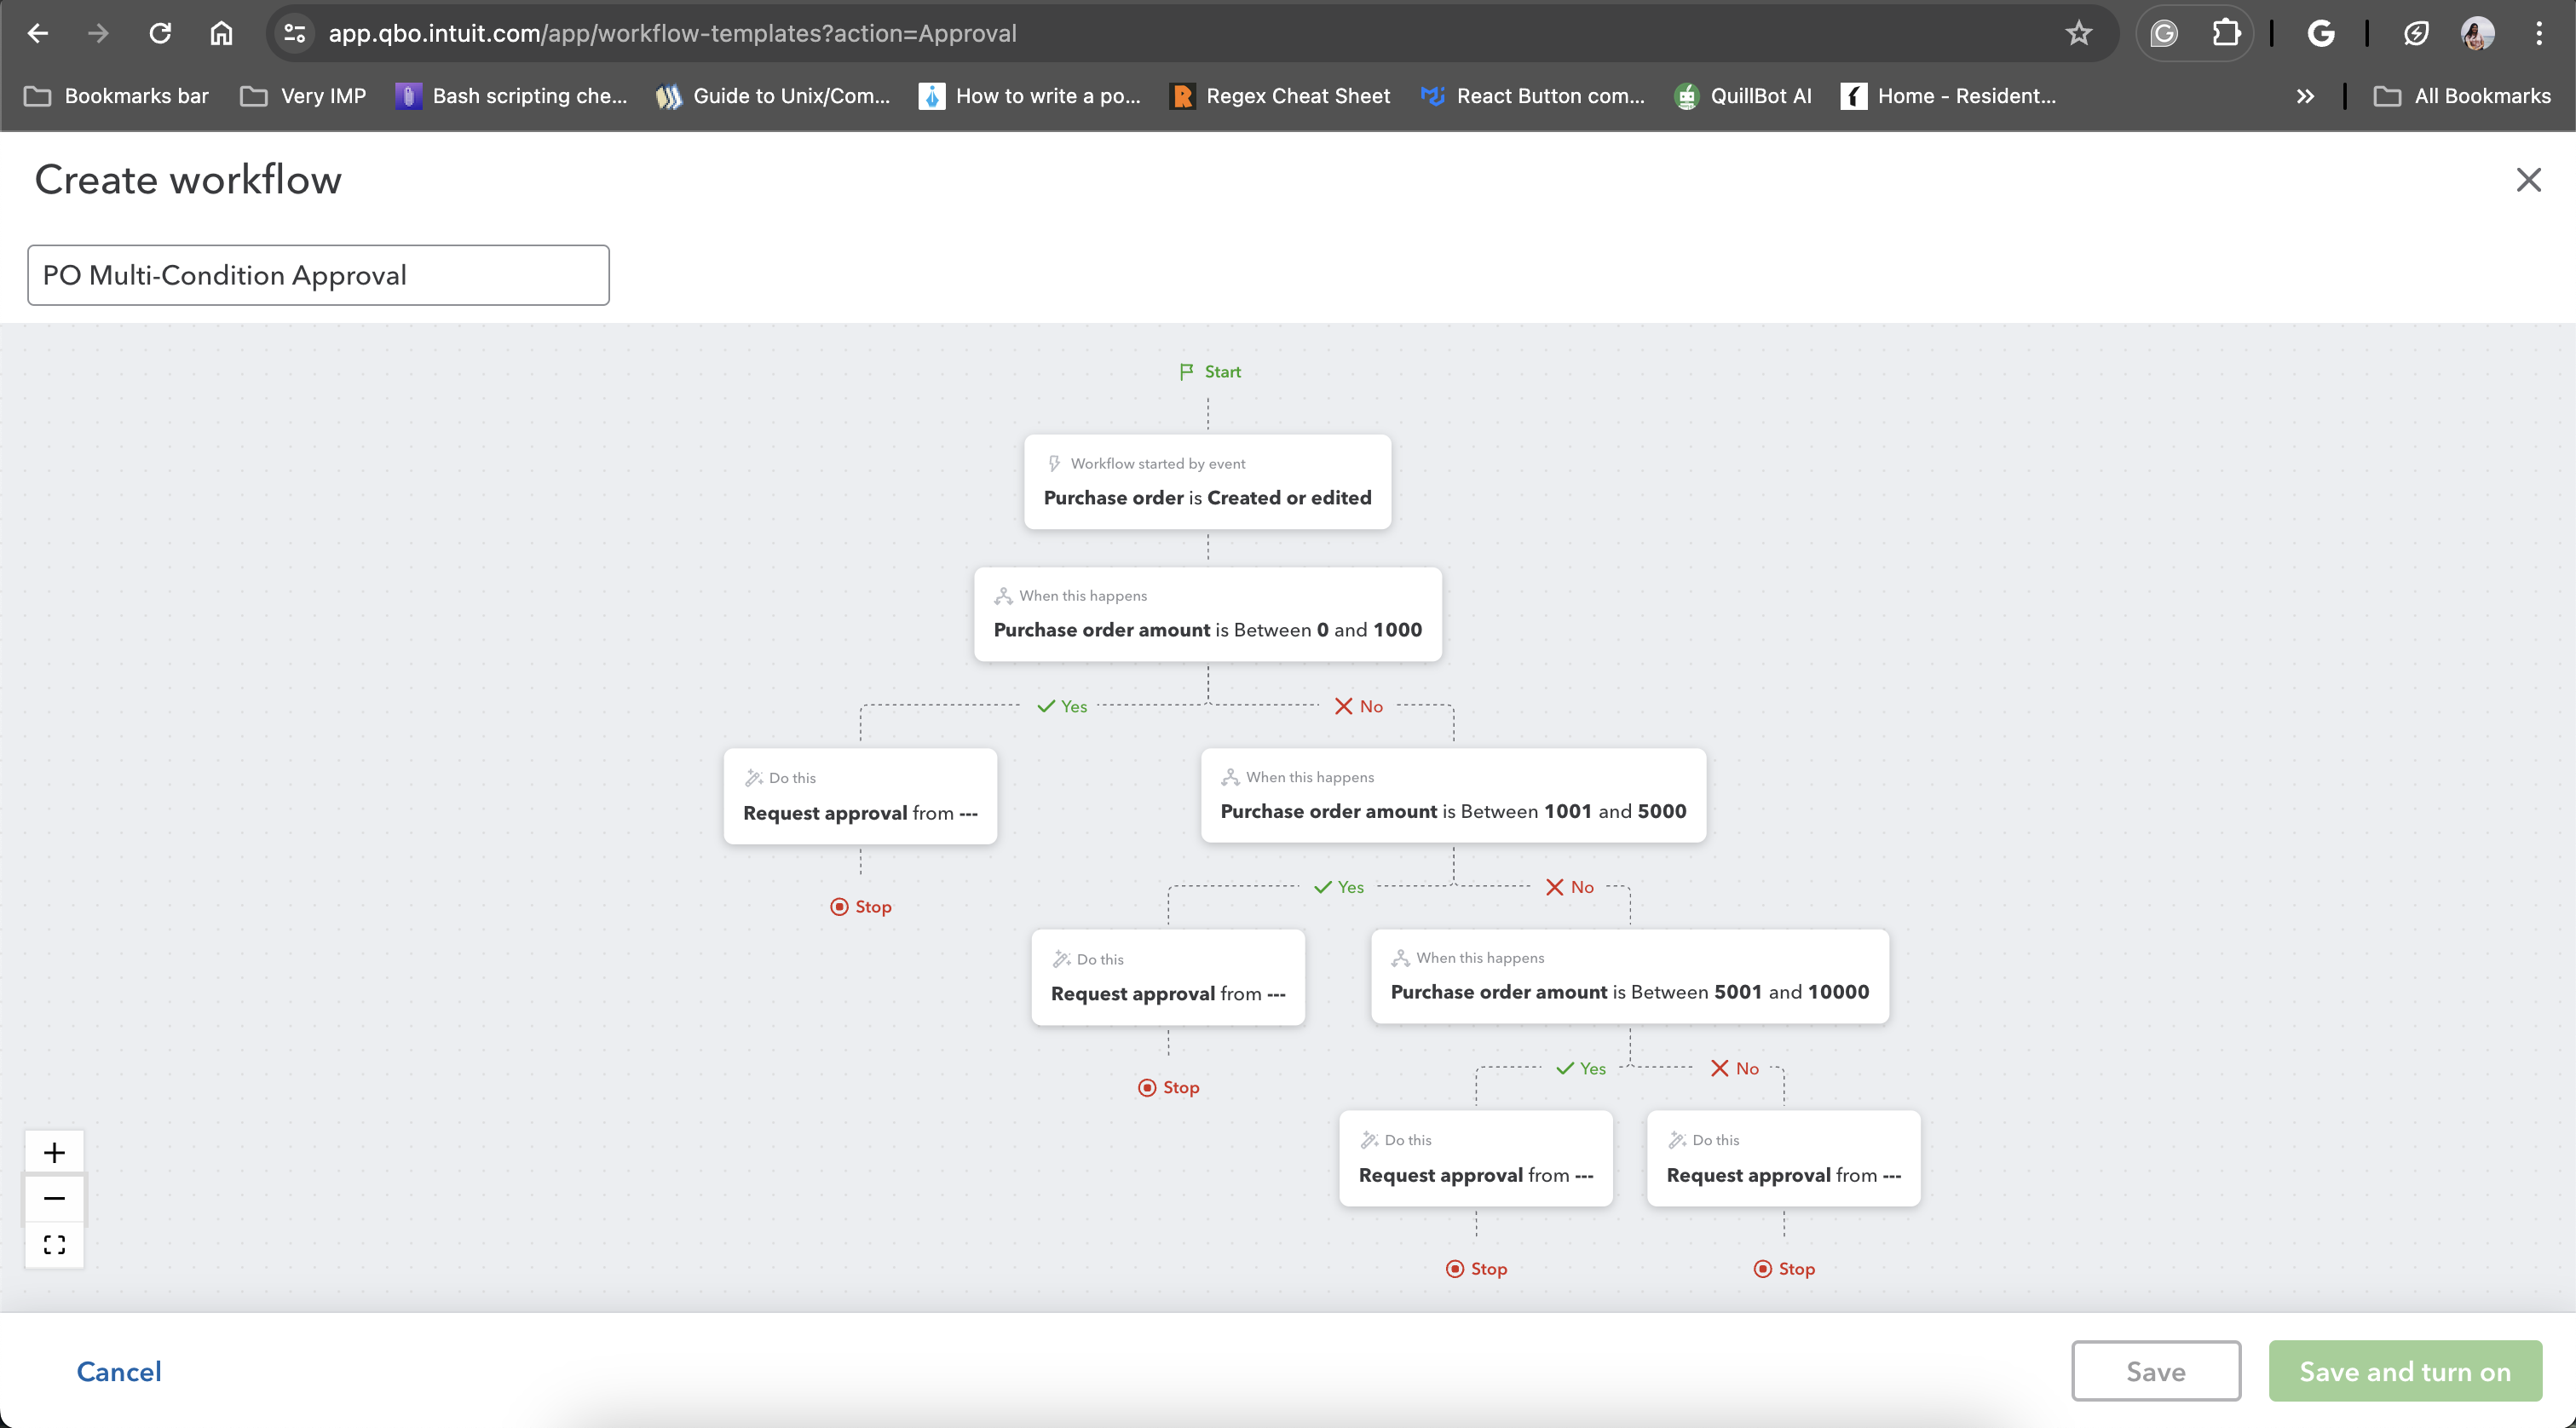 app.qbo.intuit.com/app/workflow-templates?action=Approval
Bookmarks bar
Very IMP
Bash scripting che...
Guide to Unix/Com...
How to write a po...
Regex Cheat Sheet
React Button com...
QuillBot AI
Home - Resident...
All Bookmarks
Create workflow
PO Multi-Condition Approval
Start
Workflow started by event
Purchase order is Created or edited
When this happens
Purchase order amount is Between 0 and 1000
Yes
No
Do this
Request approval from ---
Stop
When this happens
Purchase order amount is Between 1001 and 5000
Yes
No
Do this
Request approval from ---
Stop
When this happens
Purchase order amount is Between 5001 and 10000
Yes
No
Do this
Request approval from ---
Stop
Do this
Request approval from ---
Stop
Cancel
Save
Save and turn on